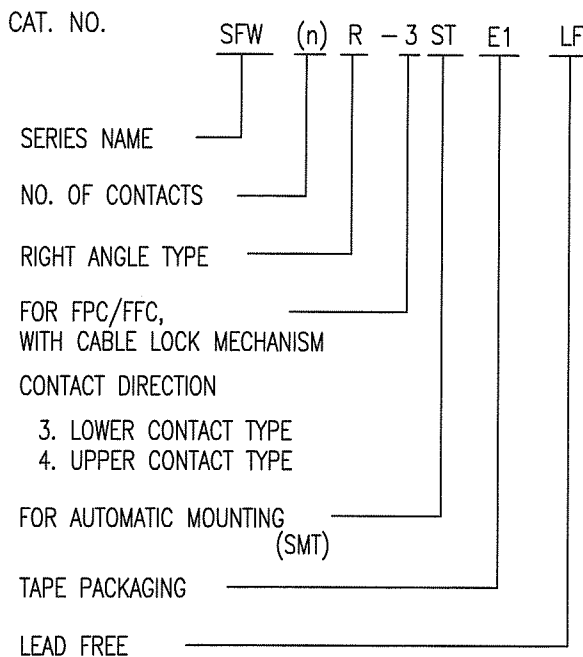 CAT. NO.
SFW (n) R - 3 ST E1 LF
SERIES NAME
NO. OF CONTACTS
RIGHT ANGLE TYPE
FOR FPC/FFC,
WITH CABLE LOCK MECHANISM
CONTACT DIRECTION
3. LOWER CONTACT TYPE
4. UPPER CONTACT TYPE
FOR AUTOMATIC MOUNTING
(SMT)
TAPE PACKAGING
LEAD FREE